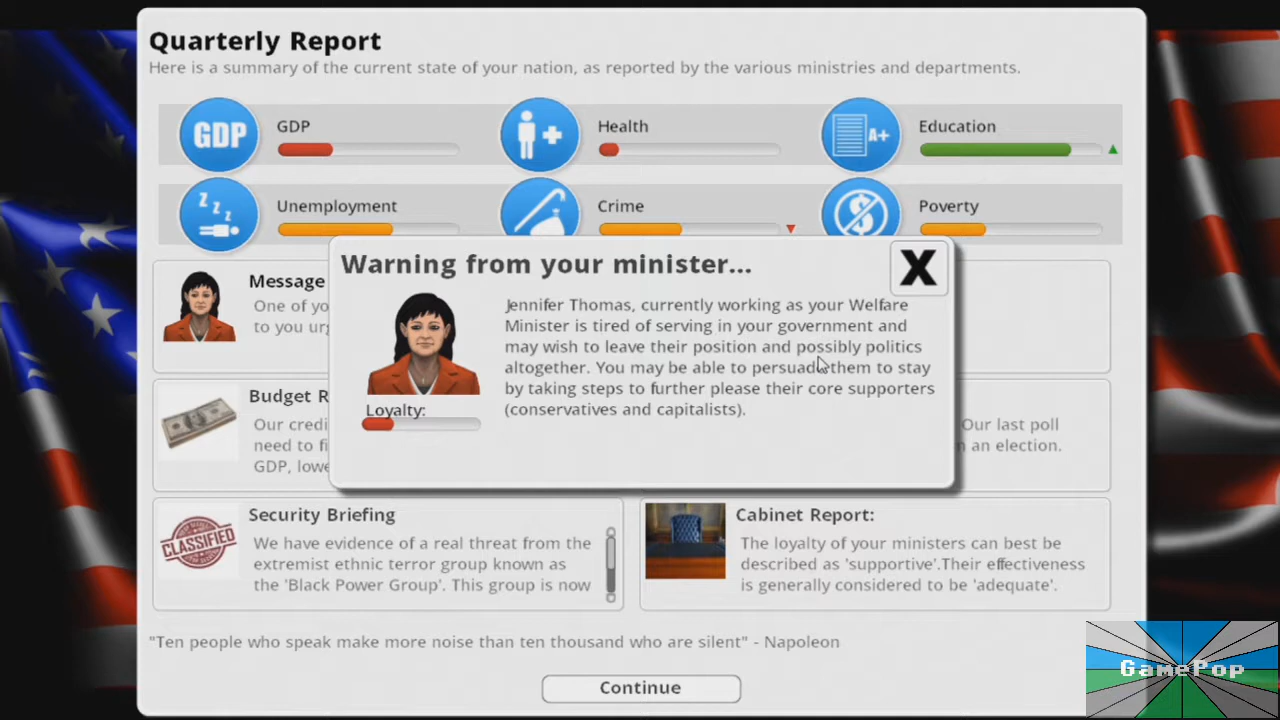 Quarterly Report
Here is a summary of the current state of your nation, as reported by the various ministries and departments.
GDP
GDP
Health
A+
Education
Z Z Z
Unemployment
Crime
$
Poverty
Warning from your minister...
X
Jennifer Thomas, currently working as your Welfare
Minister is tired of serving in your government and
may wish to leave their position and possibly politics
altogether. You may be able to persuade them to stay
by taking steps to further please their core supporters
(conservatives and capitalists).
Loyalty:
Message
One of yo
to you urg
Budget R
Our credi
need to fi
GDP, lowe
Our last poll
n an election.
CLASSIFIED
Security Briefing
We have evidence of a real threat from the
extremist ethnic terror group known as
the 'Black Power Group'. This group is now
Cabinet Report:
The loyalty of your ministers can best be
described as 'supportive'.Their effectiveness
is generally considered to be 'adequate'.
"Ten people who speak make more noise than ten thousand who are silent" - Napoleon
Continue
GamePop